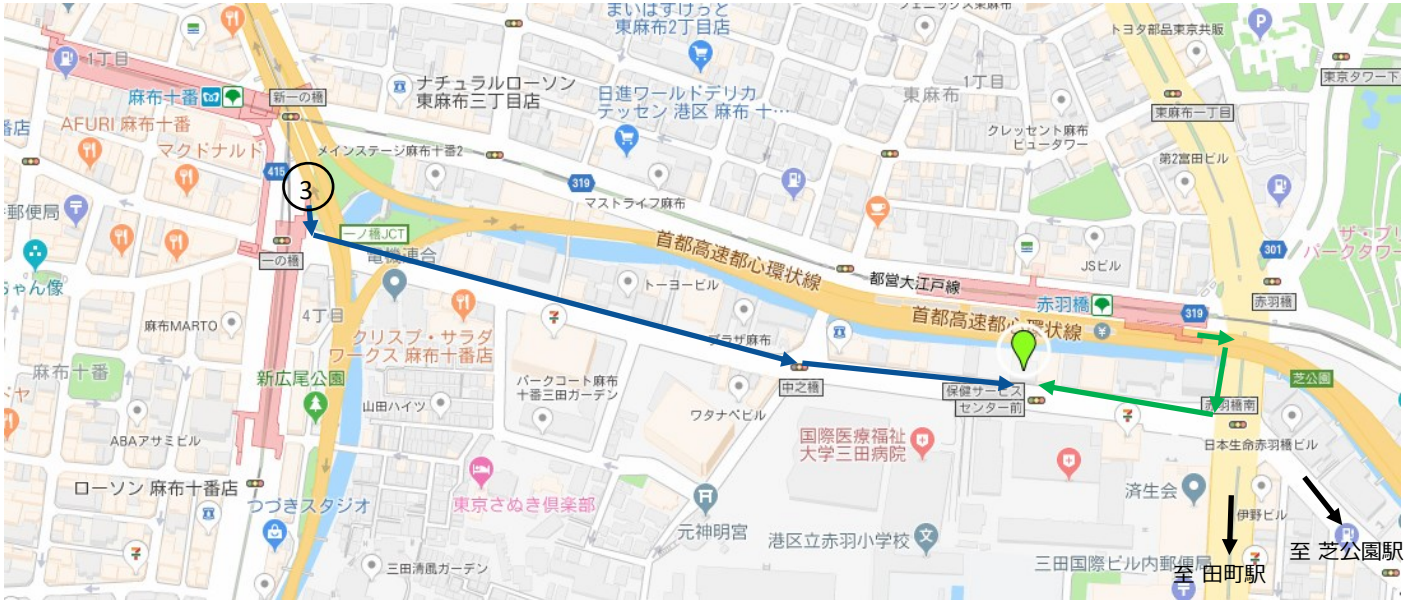 まいばすけっと
東麻布2丁目店
トヨタ部品東京共販
1丁目
ナチュラルローソン
東麻布三丁目店
1丁目
東京タワー下
麻布十番
新一の橋
日進ワールドデリカ
テッセン 港区 麻布 十…
東麻布
東麻布一丁目
番店
AFURI 麻布十番
マクドナルド
メインステージ麻布十番2
クレッセント麻布
ビュータワー
第2富田ビル
415
3
319
マストライフ麻布
郵便局
一ノ橋JCT
電機連合
一の橋
首都高速都心環状線
都営大江戸線
JSビル
301
ザ・プリ
パークタワー
ちゃん像
トーヨービル
赤羽橋
赤羽橋
319
麻布MARTO
4丁目
クリスプ・サラダ
ワークス 麻布十番店
プラザ麻布
首都高速都心環状線
麻布十番
新広尾公園
パークコート麻布
十番三田ガーデン
中之橋
保健サービス
センター前
芝公園
赤羽橋南
山田ハイツ
ワタナベビル
ABAアサミビル
国際医療福祉
大学三田病院
日本生命赤羽橋ビル
ローソン 麻布十番店
つづきスタジオ
東京さぬき倶楽部
済生会
伊野ビル
元神明宮
港区立赤羽小学校
三田国際ビル内郵便局
至 芝公園駅
三田清風ガーデン
至 田町駅